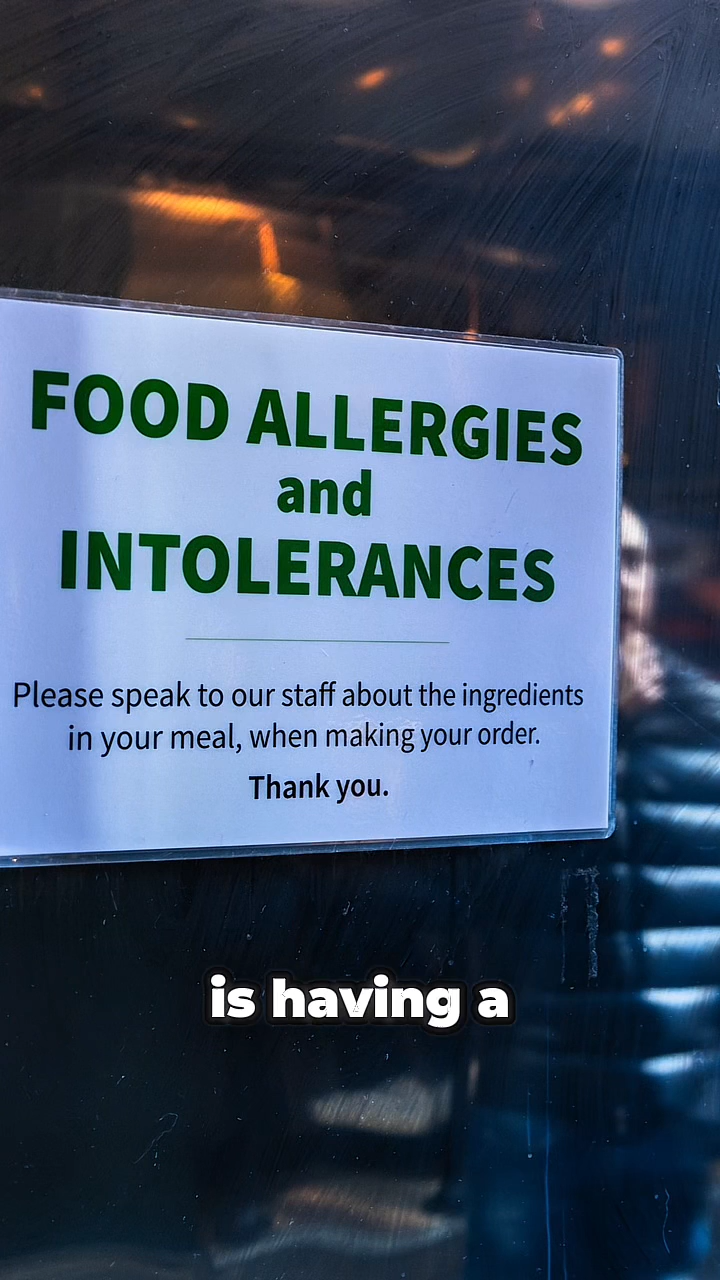 FOOD ALLERGIES
and
INTOLERANCES
Please speak to our staff about the ingredients
in your meal, when making your order.
Thank you.
is having a